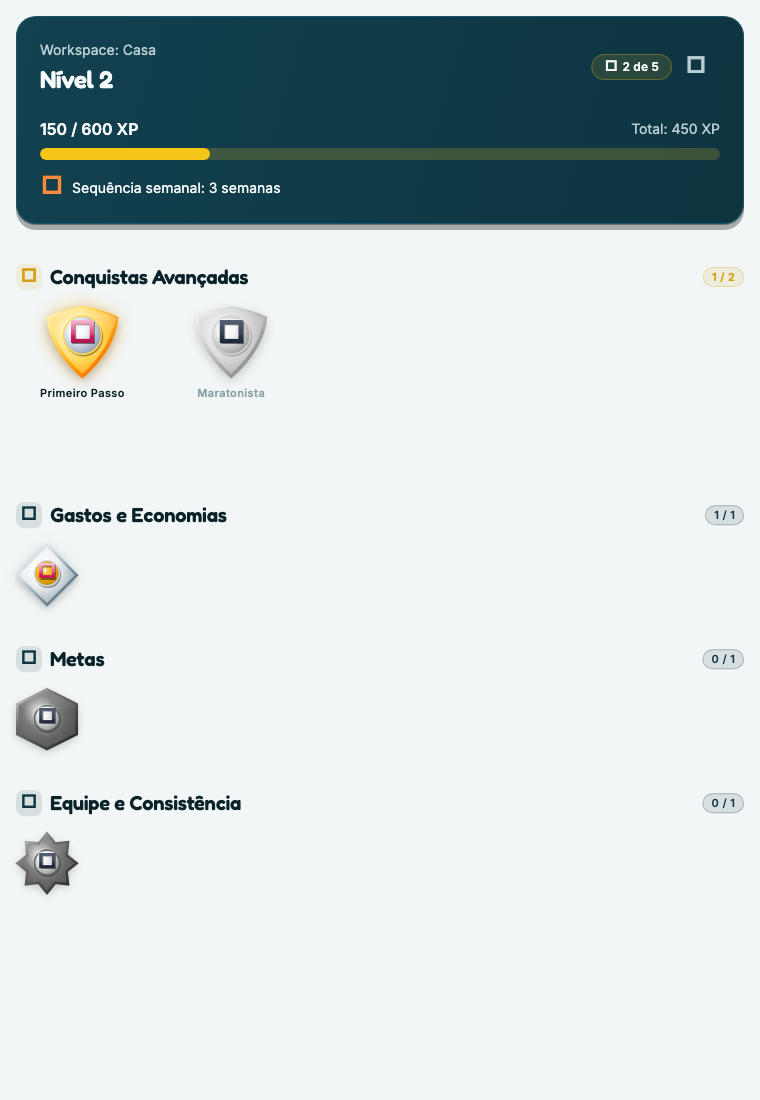 Workspace: Casa
Nível 2
2 de 5
150 / 600 XP
Total: 450 XP
Sequência semanal: 3 semanas
Conquistas Avançadas
1 / 2
Primeiro Passo
Maratonista
Gastos e Economias
1 / 1
Metas
0 / 1
Equipe e Consistência
0 / 1